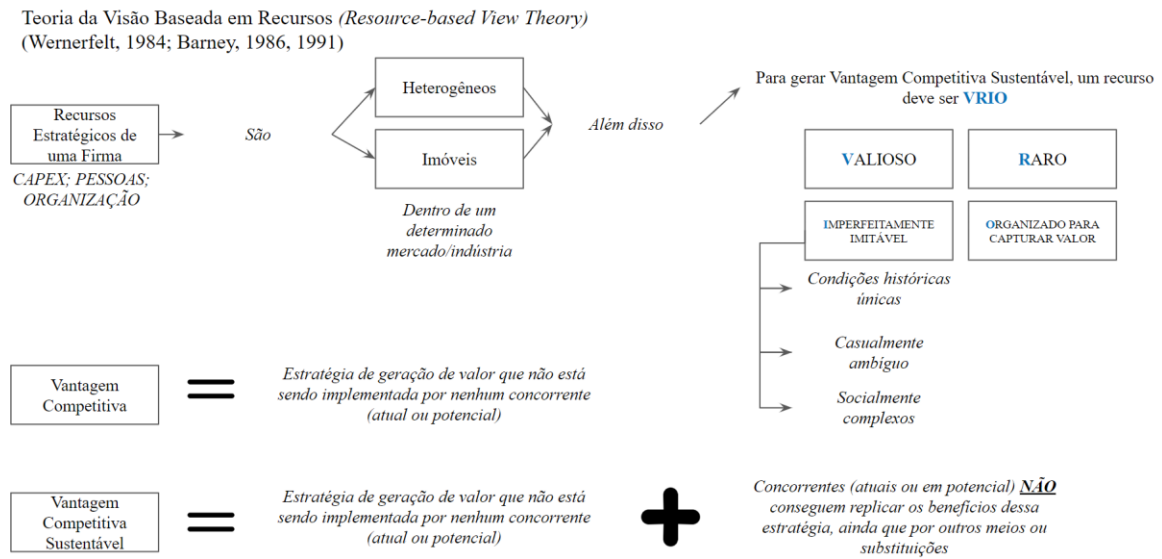 Teoria da Visão Baseada em Recursos (Resource-based View Theory)
(Wernerfelt, 1984; Barney, 1986, 1991)
Recursos
Estratégicos de
uma Firma
CAPEX; PESSOAS;
ORGANIZAÇÃO
São
Heterogêneos
Imóveis
Dentro de um
determinado
mercado/indústria
Além disso
Para gerar Vantagem Competitiva Sustentável, um recurso
deve ser VRIO
VALIOSO
RARO
IMPERFEITAMENTE
IMITÁVEL
ORGANIZADO PARA
CAPTURAR VALOR
Condições históricas
únicas
Casualmente
ambíguo
Socialmente
complexos
Vantagem
Competitiva
=
Estratégia de geração de valor que não está
sendo implementada por nenhum concorrente
(atual ou potencial)
Vantagem
Competitiva
Sustentável
=
Estratégia de geração de valor que não está
sendo implementada por nenhum concorrente
(atual ou potencial)
+
Concorrentes (atuais ou em potencial) NÃO
conseguem replicar os benefícios dessa
estratégia, ainda que por outros meios ou
substituições